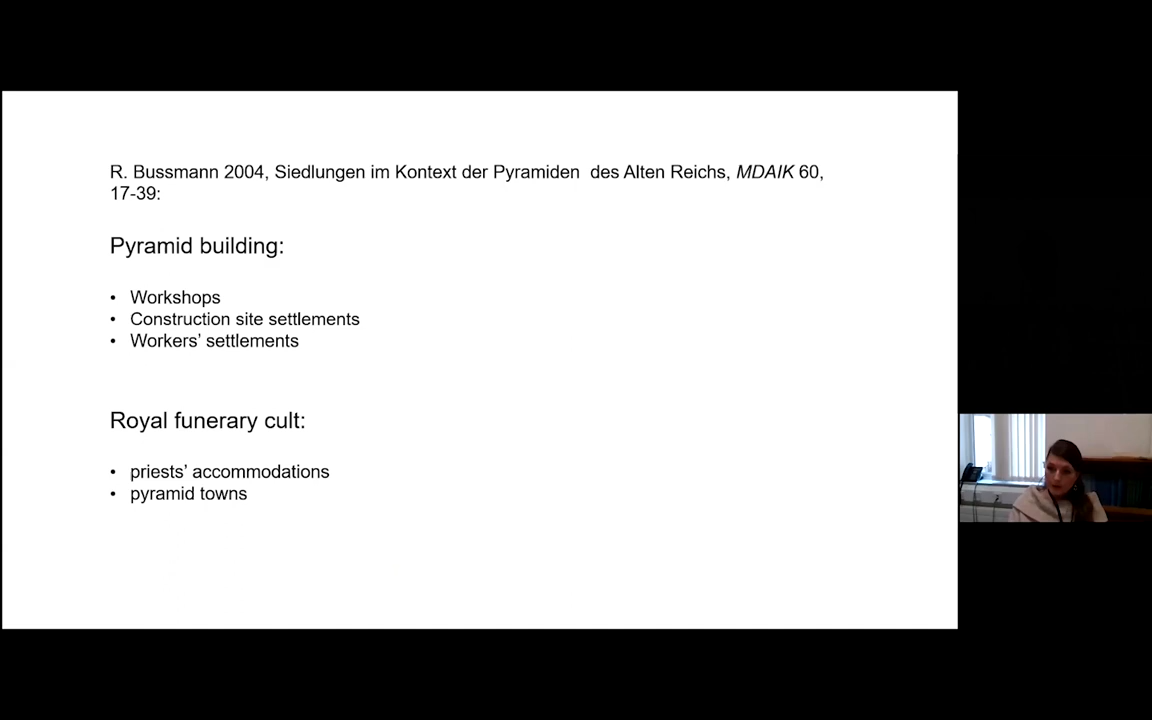 R. Bussmann 2004, Siedlungen im Kontext der Pyramiden  des Alten Reichs, MDAIK 60,
17-39:
Pyramid building:
• Workshops
• Construction site settlements
• Workers’ settlements
Royal funerary cult:
• priests’ accommodations
• pyramid towns